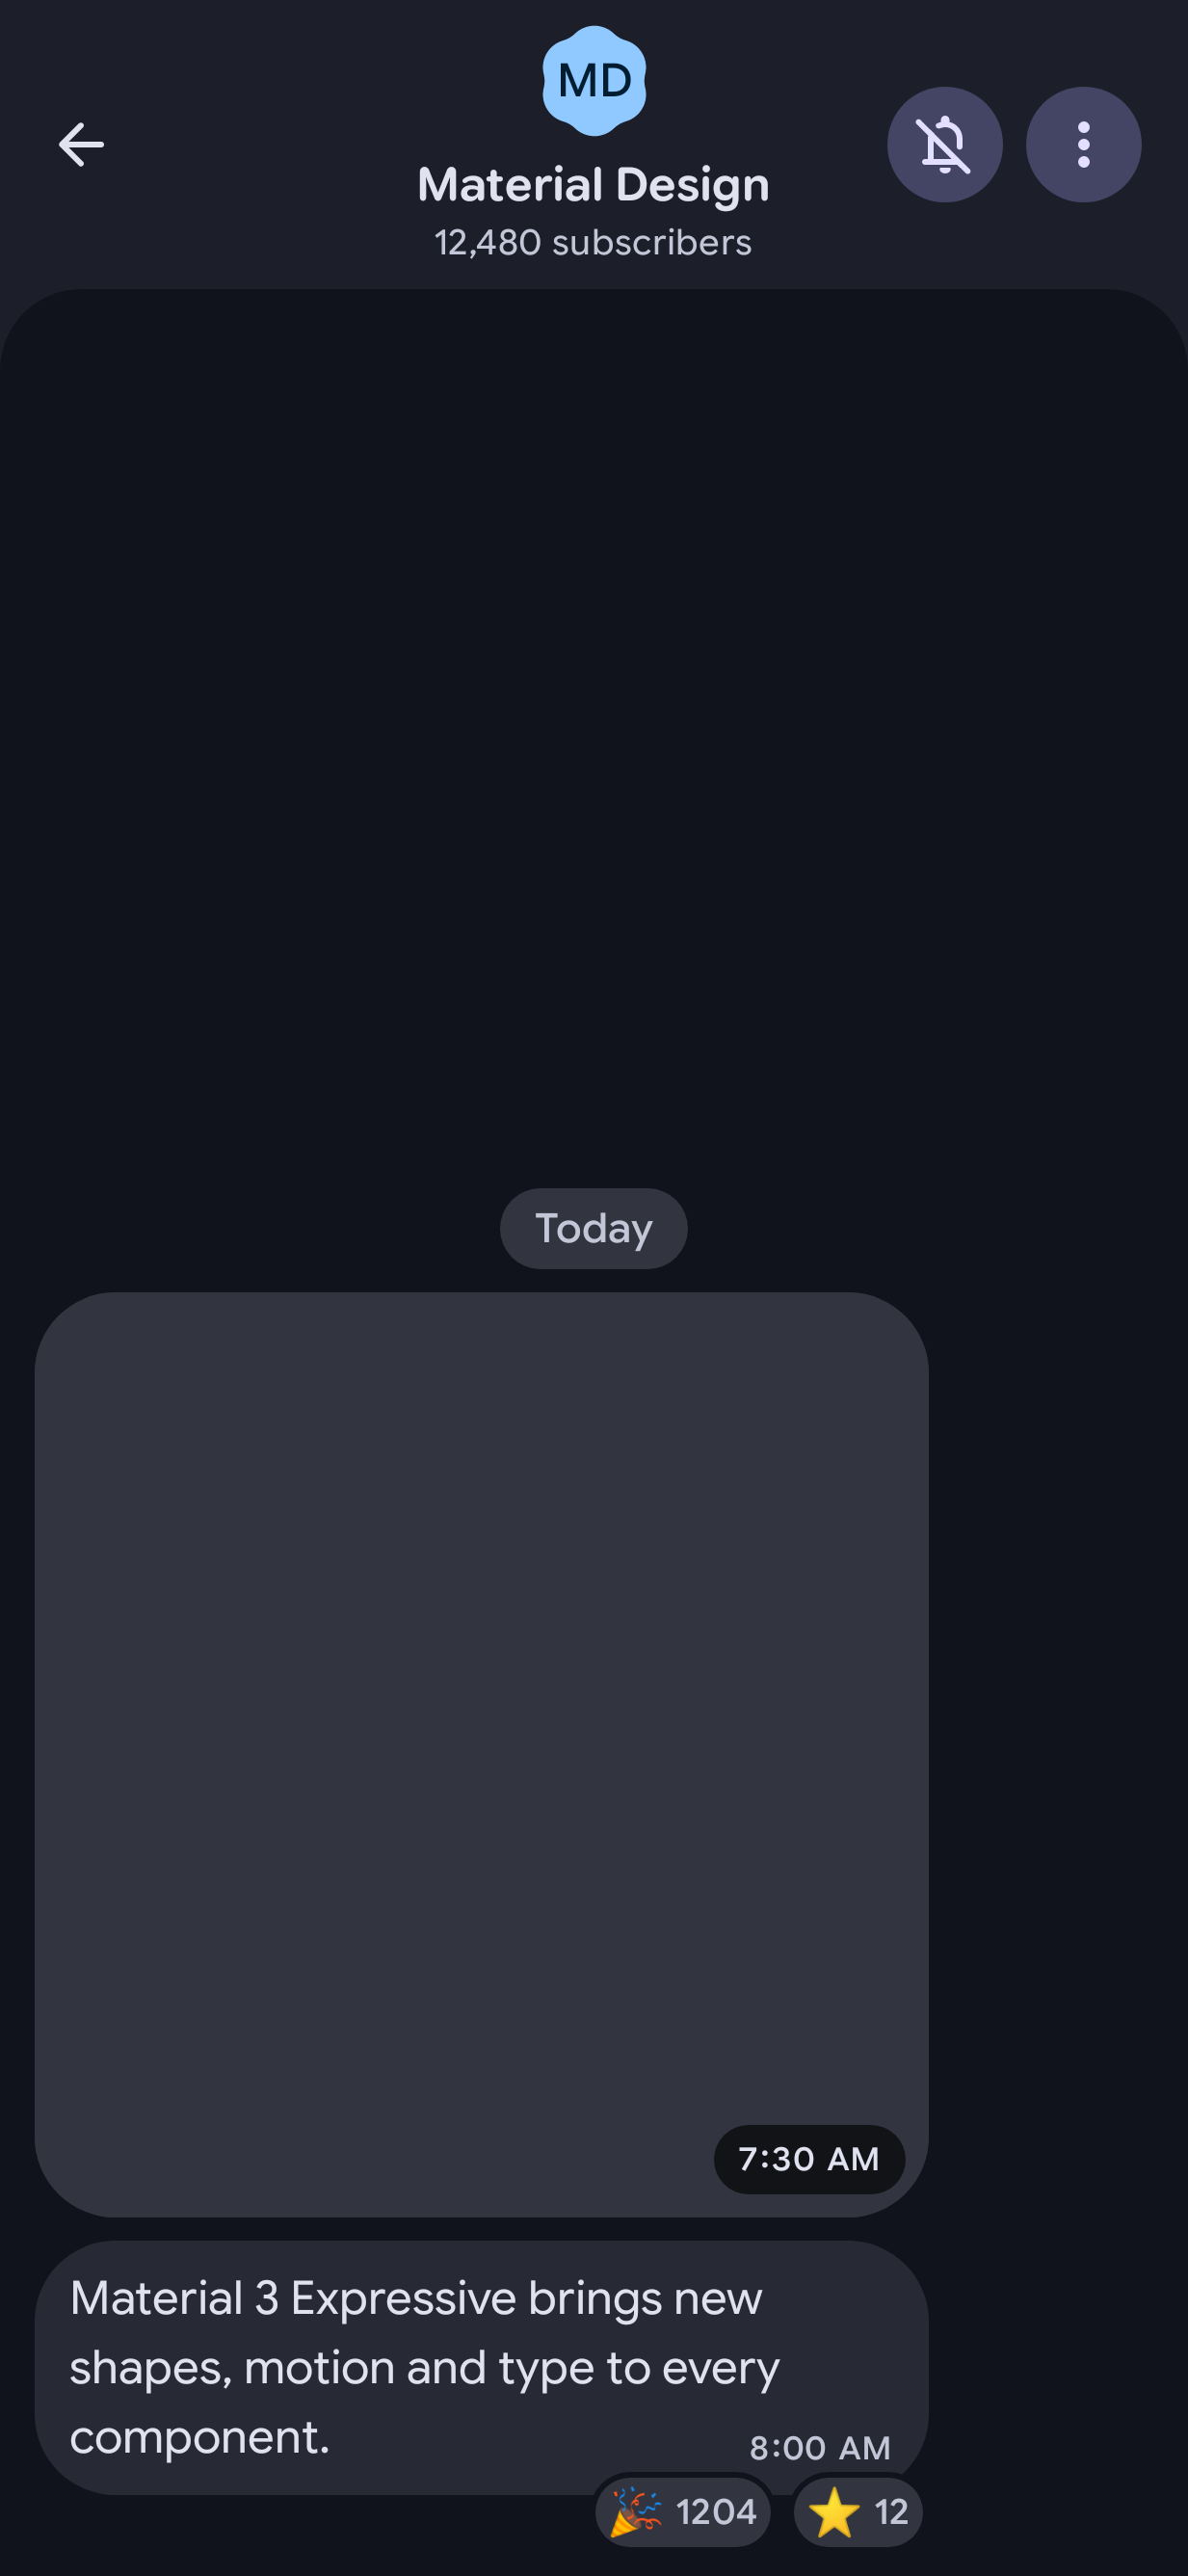 MD
Material Design
12,480 subscribers
Today
7:30 AM
Material 3 Expressive brings new
shapes, motion and type to every
component.
8:00 AM
🎉 1204 ⭐ 12